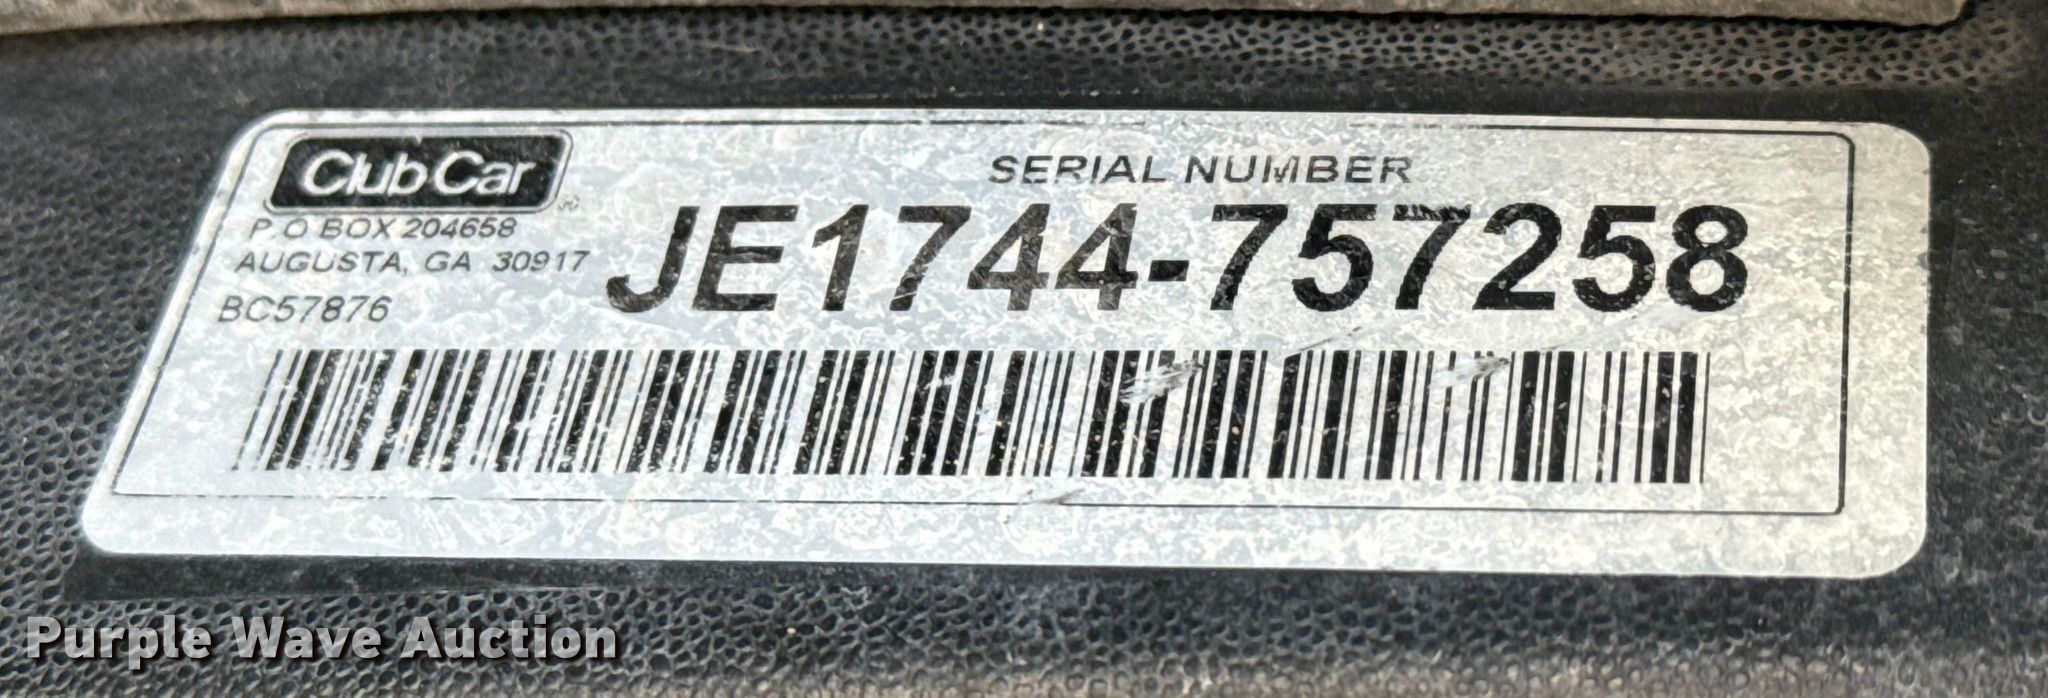 Club Car
P.O BOX 204658
AUGUSTA, GA 30917
BC57876
SERIAL NUMBER
JE1744-757258
Purple Wave Auction